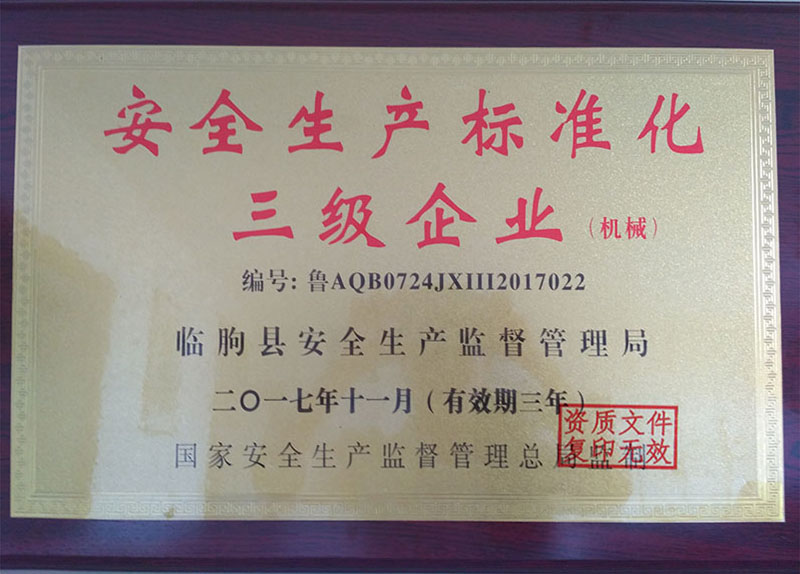 安全生产标准化
三级企业（机械）
编号：鲁AQB0724JXIII2017022
临朐县安全生产监督管理局
二〇一七年十一月（有效期三年）
国家安全生产监督管理总局监制
资质文件
复印无效